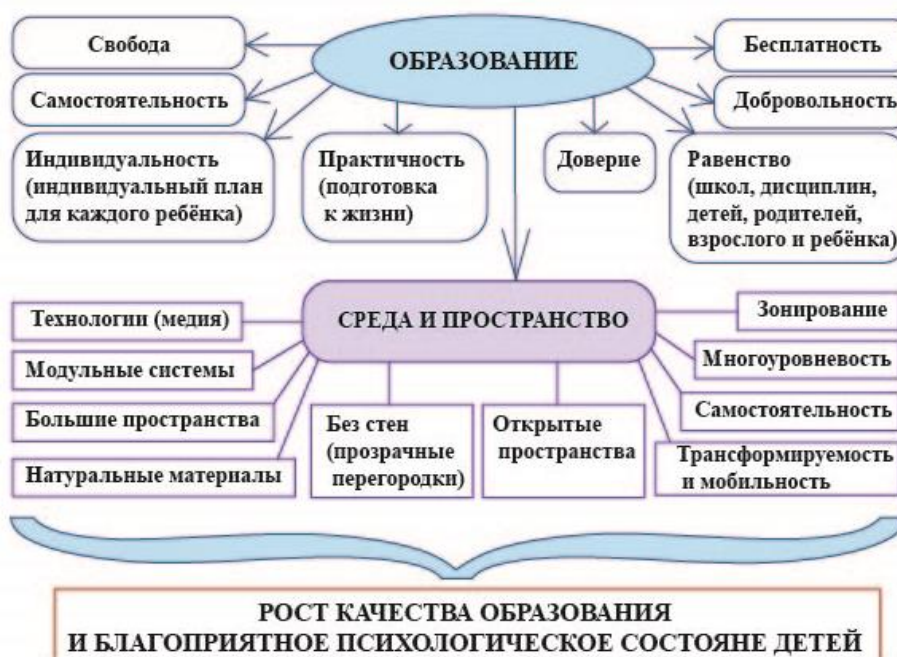 ОБРАЗОВАНИЕ
Свобода
Бесплатность
Самостоятельность
Добровольность
Индивидуальность
(индивидуальный план
для каждого ребёнка)
Практичность
(подготовка
к жизни)
Доверие
Равенство
(школ, дисциплин,
детей, родителей,
взрослого и ребёнка)
СРЕДА И ПРОСТРАНСТВО
Технологии (медия)
Зонирование
Модульные системы
Многоуровневость
Большие пространства
Самостоятельность
Натуральные материалы
Без стен
(прозрачные
перегородки)
Открытые
пространства
Трансформируемость
и мобильность
РОСТ КАЧЕСТВА ОБРАЗОВАНИЯ
И БЛАГОПРИЯТНОЕ ПСИХОЛОГИЧЕСКОЕ СОСТОЯНЕ ДЕТЕЙ